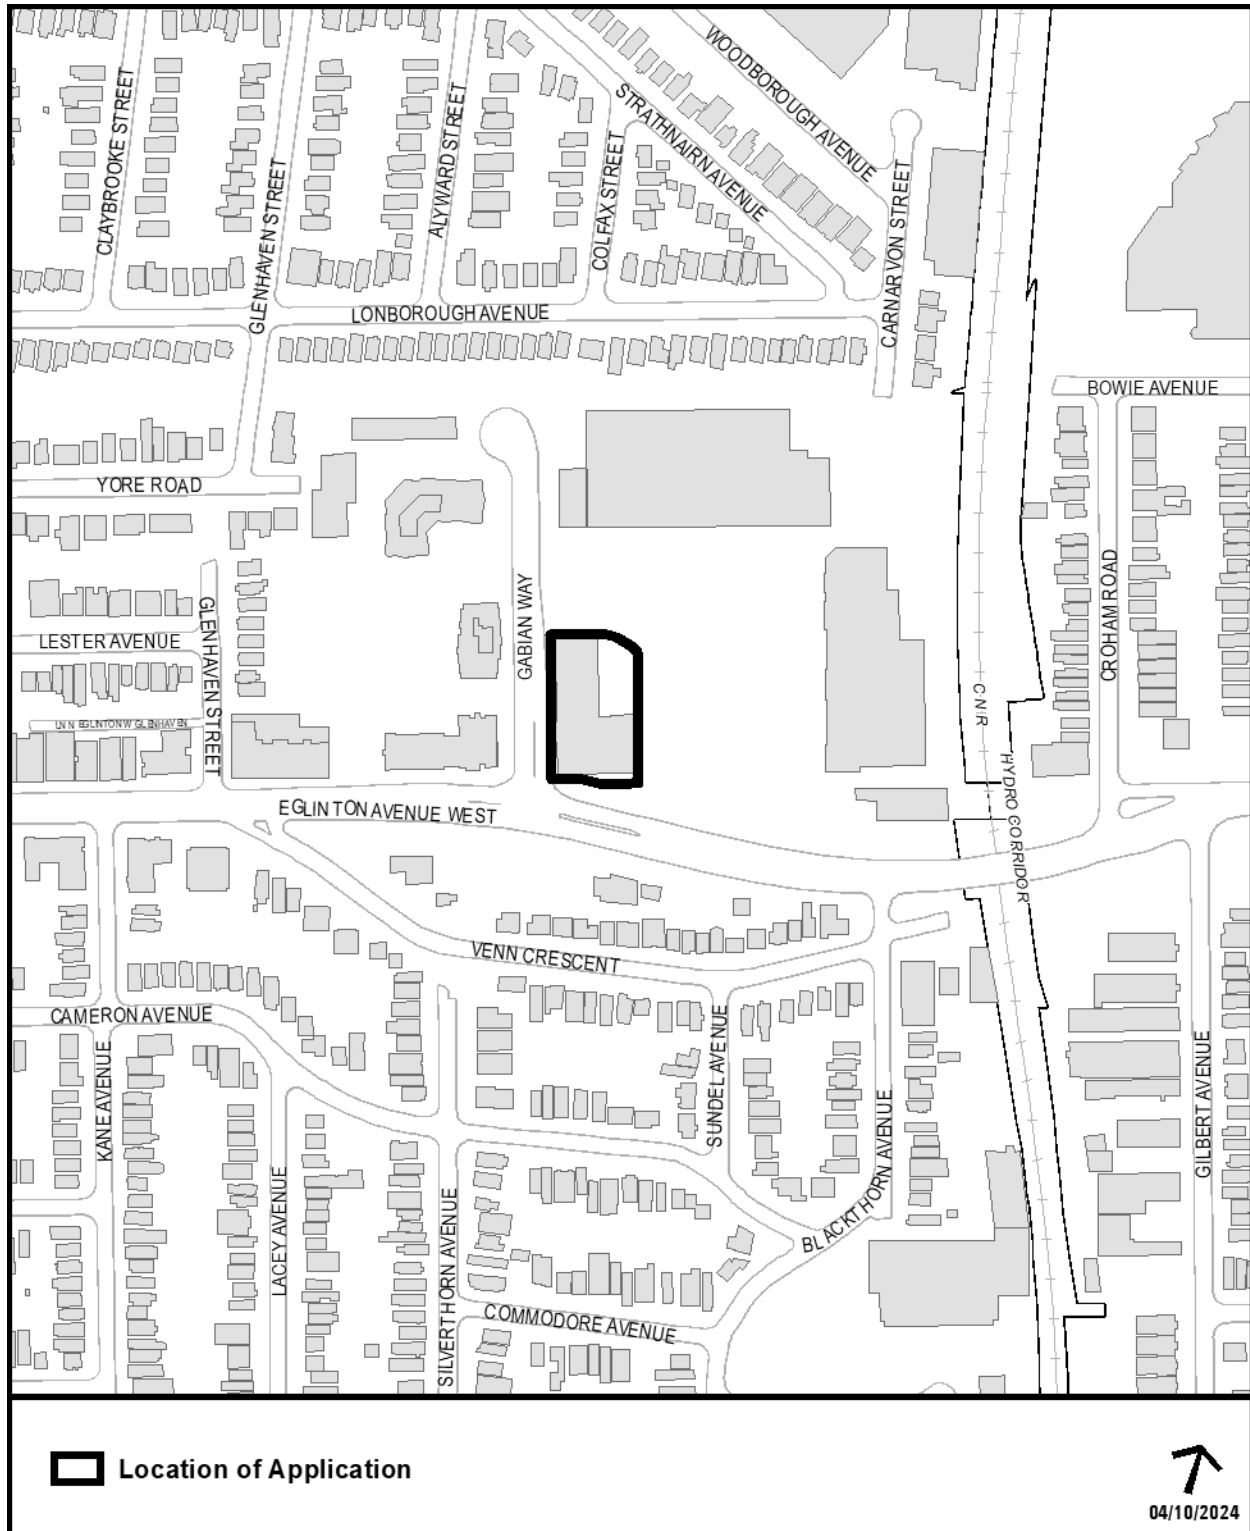 WOODBOROUGH AVENUE
STRATHNAIRN AVENUE
CLAYBROOKE STREET
GLENHAVEN STREET
ALYWARD STREET
COLFAX STREET
CARNARVON STREET
LONBOROUGH AVENUE
BOWIE AVENUE
YORE ROAD
GABIAN WAY
CROHAM ROAD
LESTER AVENUE
GLENHAVEN STREET
LN N EGLINTON W GLENHAVEN
C-N-R
HYDRO CORRIDOR
EGLINTON AVENUE WEST
VENN CRESCENT
CAMERON AVENUE
KANE AVENUE
SUNDEL AVENUE
GILBERT AVENUE
BLACKTHORN AVENUE
LACEY AVENUE
SILVERTHORN AVENUE
COMMODORE AVENUE
Location of Application
04/10/2024